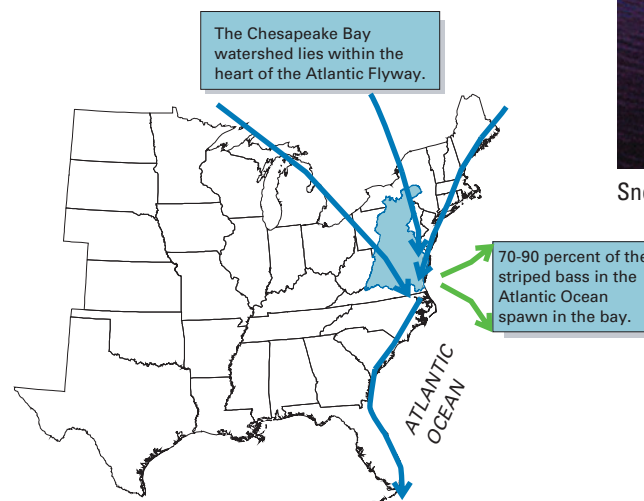 The Chesapeake Bay
watershed lies within the
heart of the Atlantic Flyway.
70-90 percent of the
striped bass in the
Atlantic Ocean
spawn in the bay.
ATLANTIC
OCEAN